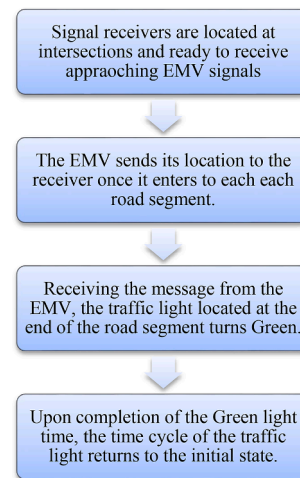 Signal receivers are located at
intersections and ready to receive
appraoching EMV signals
The EMV sends its location to the
receiver once it enters to each each
road segment.
Receiving the message from the
EMV, the traffic light located at the
end of the road segment turns Green.
Upon completion of the Green light
time, the time cycle of the traffic
light returns to the initial state.